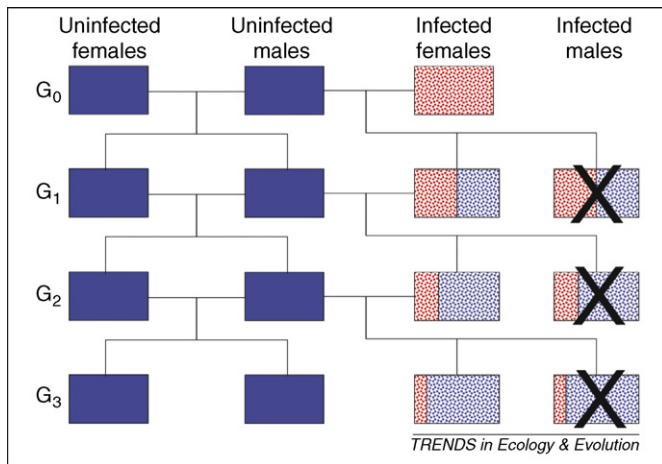 Uninfected females
Uninfected males
Infected females
Infected males
G₀
G₁
G₂
G₃
TRENDS in Ecology & Evolution